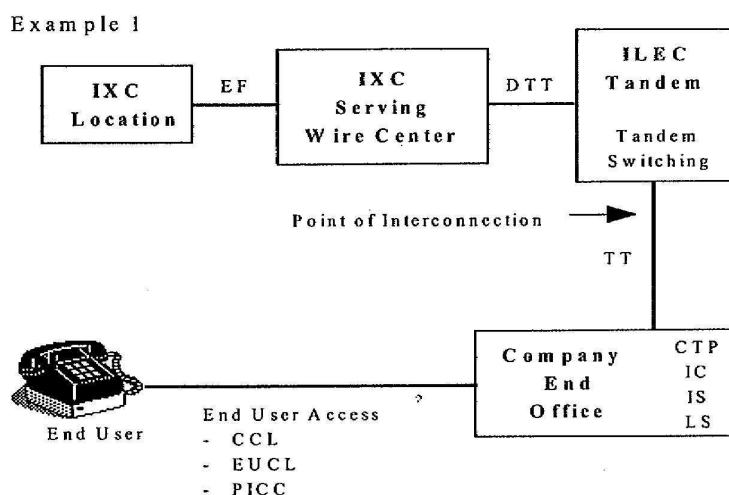 Example 1
IXC
Location
EF
IXC
Serving
Wire Center
DTT
ILEC
Tandem
Tandem
Switching
Point of Interconnection
TT
Company
End
Office
CTP
IC
IS
LS
End User
End User Access
- CCL
- EUCL
- PICC